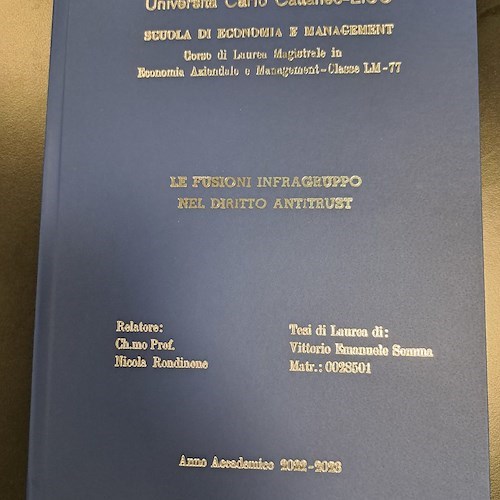 Università Carlo Cattaneo-LIUC
SCUOLA DI ECONOMIA E MANAGEMENT
Corso di Laurea Magistrale in
Economia Aziendale e Management-Classe LM-77
LE FUSIONI INFRAGRUPPO
NEL DIRITTO ANTITRUST
Relatore:
Ch.mo Prof.
Nicola Rondinone
Tesi di Laurea di:
Vittorio Emanuele Somma
Matr.: 0028501
Anno Accademico 2022-2023